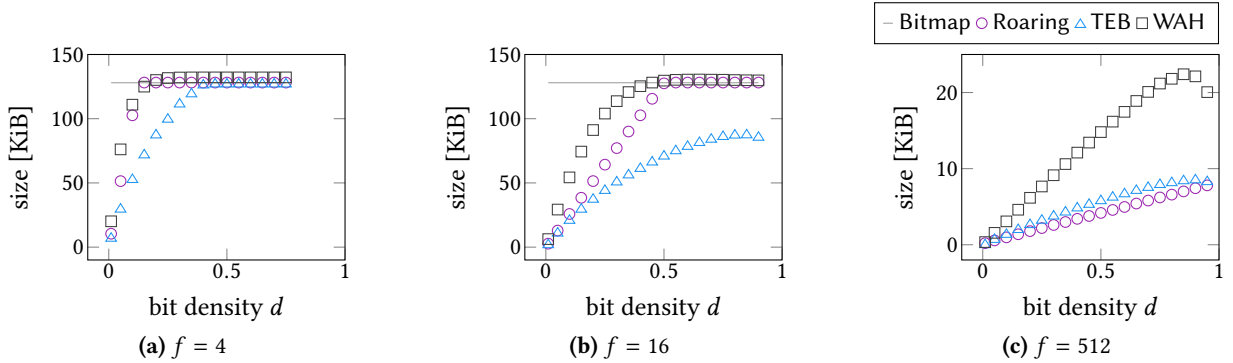 Bitmap Roaring TEB WAH
150
100
50
0
size [KiB]
0 0.5 1
bit density d
(a) f = 4
150
100
50
0
size [KiB]
0 0.5 1
bit density d
(b) f = 16
20
10
0
size [KiB]
0 0.5 1
bit density d
(c) f = 512